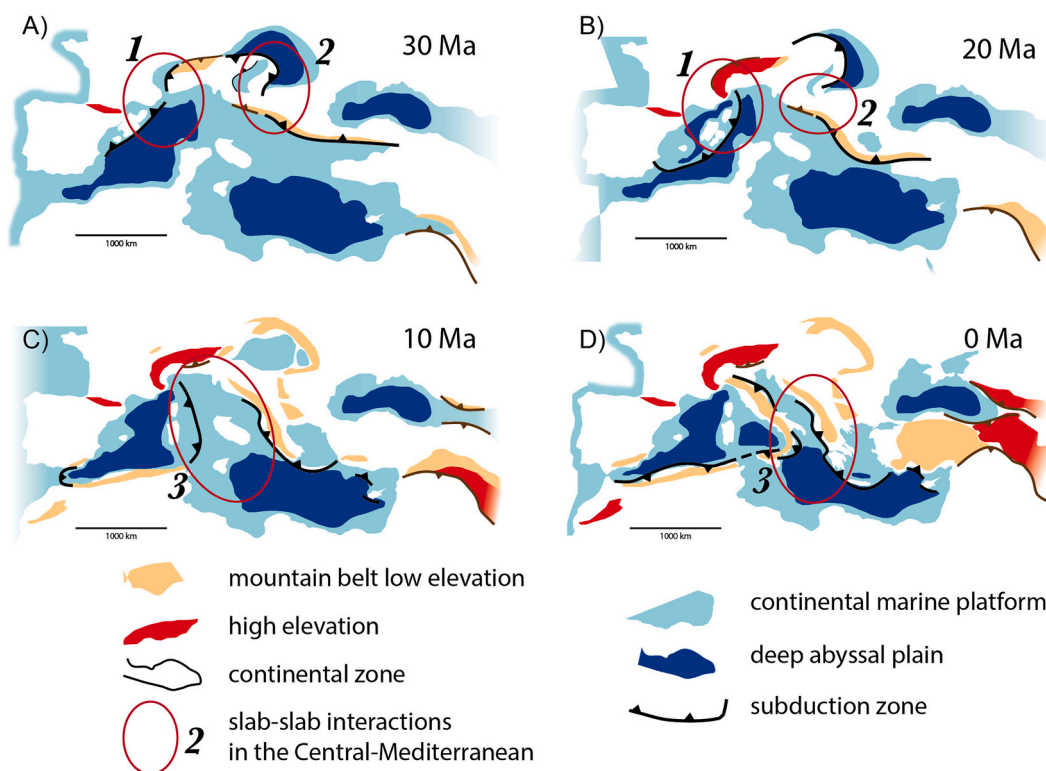 A)
1
2
30 Ma
1000 km
B)
1
2
20 Ma
1000 km
C)
10 Ma
3
1000 km
D)
0 Ma
3
1000 km
mountain belt low elevation
high elevation
continental zone
2
slab-slab interactions
in the Central-Mediterranean
continental marine platform
deep abyssal plain
subduction zone